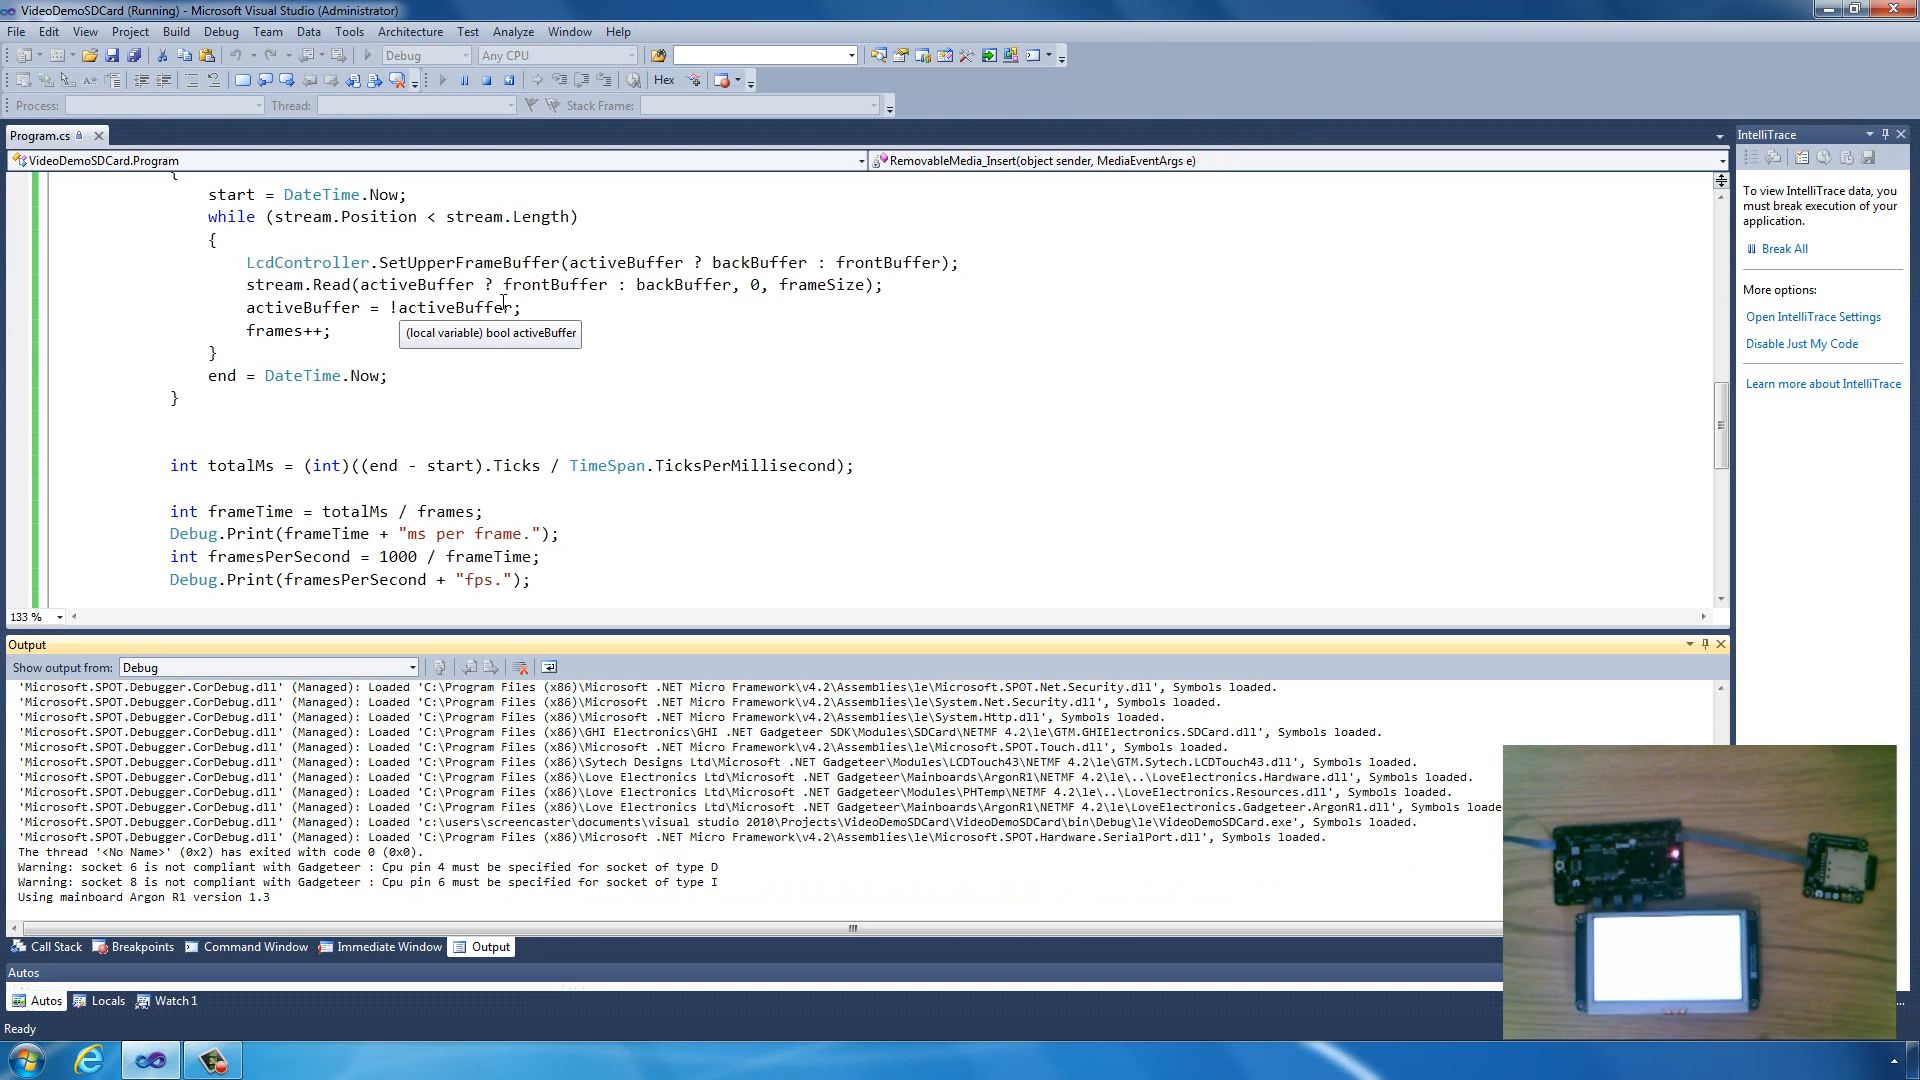 VideoDemoSDCard (Running) - Microsoft Visual Studio (Administrator)
File Edit View Project Build Debug Team Data Tools Architecture Test Analyze Window Help
Debug Any CPU
Hex
Process: Thread: Stack Frame:
Program.cs
VideoDemoSDCard.Program RemovableMedia_Insert(object sender, MediaEventArgs e)
{
start = DateTime.Now;
while (stream.Position < stream.Length)
{
LcdController.SetUpperFrameBuffer(activeBuffer ? backBuffer : frontBuffer);
stream.Read(activeBuffer ? frontBuffer : backBuffer, 0, frameSize);
activeBuffer = !activeBuffer;
frames++;
(local variable) bool activeBuffer
}
end = DateTime.Now;
}
int totalMs = (int)((end - start).Ticks / TimeSpan.TicksPerMillisecond);
int frameTime = totalMs / frames;
Debug.Print(frameTime + "ms per frame.");
int framesPerSecond = 1000 / frameTime;
Debug.Print(framesPerSecond + "fps.");
133 %
IntelliTrace
To view IntelliTrace data, you
must break execution of your
application.
Break All
More options:
Open IntelliTrace Settings
Disable Just My Code
Learn more about IntelliTrace
Output
Show output from: Debug
'Microsoft.SPOT.Debugger.CorDebug.dll' (Managed): Loaded 'C:\Program Files (x86)\Microsoft .NET Micro Framework\v4.2\Assemblies\le\Microsoft.SPOT.Net.Security.dll', Symbols loaded.
'Microsoft.SPOT.Debugger.CorDebug.dll' (Managed): Loaded 'C:\Program Files (x86)\Microsoft .NET Micro Framework\v4.2\Assemblies\le\System.Net.Security.dll', Symbols loaded.
'Microsoft.SPOT.Debugger.CorDebug.dll' (Managed): Loaded 'C:\Program Files (x86)\Microsoft .NET Micro Framework\v4.2\Assemblies\le\System.Http.dll', Symbols loaded.
'Microsoft.SPOT.Debugger.CorDebug.dll' (Managed): Loaded 'C:\Program Files (x86)\GHI Electronics\GHI .NET Gadgeteer SDK\Modules\SDCard\NETMF 4.2\le\GTM.GHIElectronics.SDCard.dll', Symbols loaded.
'Microsoft.SPOT.Debugger.CorDebug.dll' (Managed): Loaded 'C:\Program Files (x86)\Microsoft .NET Micro Framework\v4.2\Assemblies\le\Microsoft.SPOT.Touch.dll', Symbols loaded.
'Microsoft.SPOT.Debugger.CorDebug.dll' (Managed): Loaded 'C:\Program Files (x86)\Sytech Designs Ltd\Microsoft .NET Gadgeteer\Modules\LCDTouch43\NETMF 4.2\le\GTM.Sytech.LCDTouch43.dll', Symbols loaded.
'Microsoft.SPOT.Debugger.CorDebug.dll' (Managed): Loaded 'C:\Program Files (x86)\Love Electronics Ltd\Microsoft .NET Gadgeteer\Mainboards\ArgonR1\NETMF 4.2\le\..\LoveElectronics.Hardware.dll', Symbols loaded.
'Microsoft.SPOT.Debugger.CorDebug.dll' (Managed): Loaded 'C:\Program Files (x86)\Love Electronics Ltd\Microsoft .NET Gadgeteer\Modules\PHTemp\NETMF 4.2\le\..\LoveElectronics.Resources.dll', Symbols loaded.
'Microsoft.SPOT.Debugger.CorDebug.dll' (Managed): Loaded 'C:\Program Files (x86)\Love Electronics Ltd\Microsoft .NET Gadgeteer\Mainboards\ArgonR1\NETMF 4.2\le\LoveElectronics.Gadgeteer.ArgonR1.dll', Symbols loade
'Microsoft.SPOT.Debugger.CorDebug.dll' (Managed): Loaded 'c:\users\screencaster\documents\visual studio 2010\Projects\VideoDemoSDCard\VideoDemoSDCard\bin\Debug\le\VideoDemoSDCard.exe', Symbols loaded.
'Microsoft.SPOT.Debugger.CorDebug.dll' (Managed): Loaded 'C:\Program Files (x86)\Microsoft .NET Micro Framework\v4.2\Assemblies\le\Microsoft.SPOT.Hardware.SerialPort.dll', Symbols loaded.
The thread '<No Name>' (0x2) has exited with code 0 (0x0).
Warning: socket 6 is not compliant with Gadgeteer : Cpu pin 4 must be specified for socket of type D
Warning: socket 8 is not compliant with Gadgeteer : Cpu pin 6 must be specified for socket of type I
Using mainboard Argon R1 version 1.3
Call Stack Breakpoints Command Window Immediate Window Output
Autos
Autos Locals Watch 1
Ready